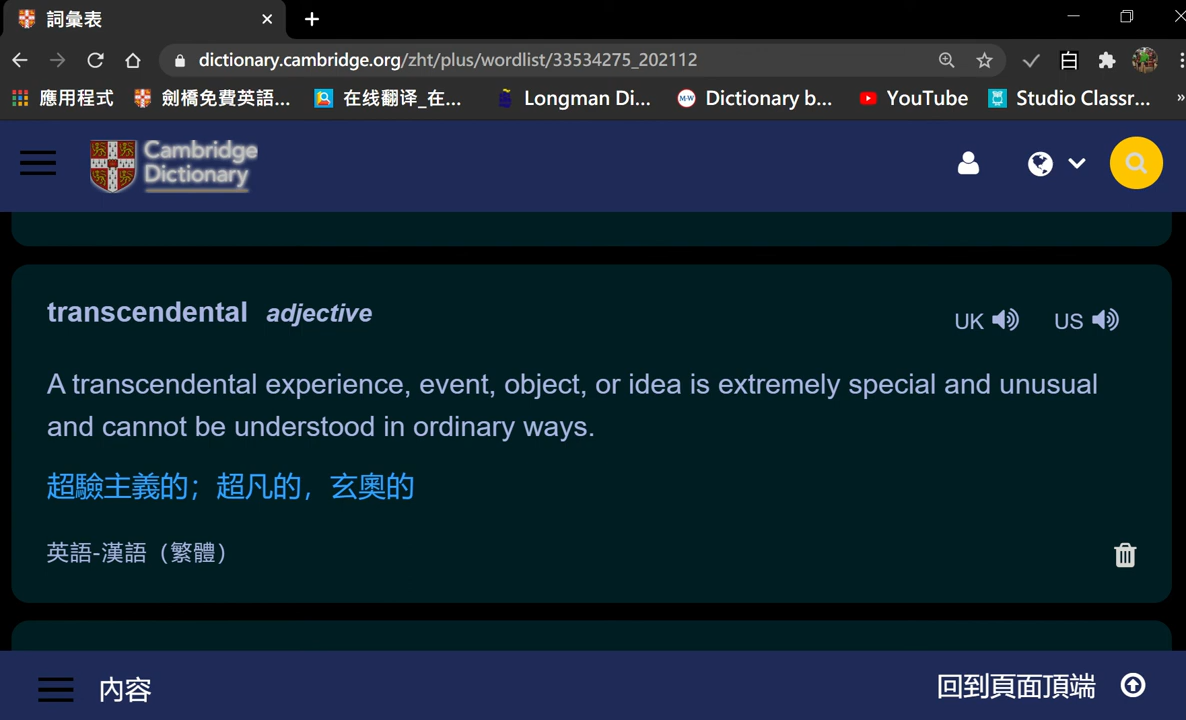 詞彙表
dictionary.cambridge.org/zht/plus/wordlist/33534275_202112
應用程式 劍橋免費英語... 在线翻译_在... Longman Di... M-W Dictionary b... YouTube Studio Classr... »
白
Cambridge
Dictionary
transcendental adjective
UK US
A transcendental experience, event, object, or idea is extremely special and unusual
and cannot be understood in ordinary ways.
超驗主義的；超凡的，玄奧的
英語-漢語（繁體）
內容
回到頁面頂端